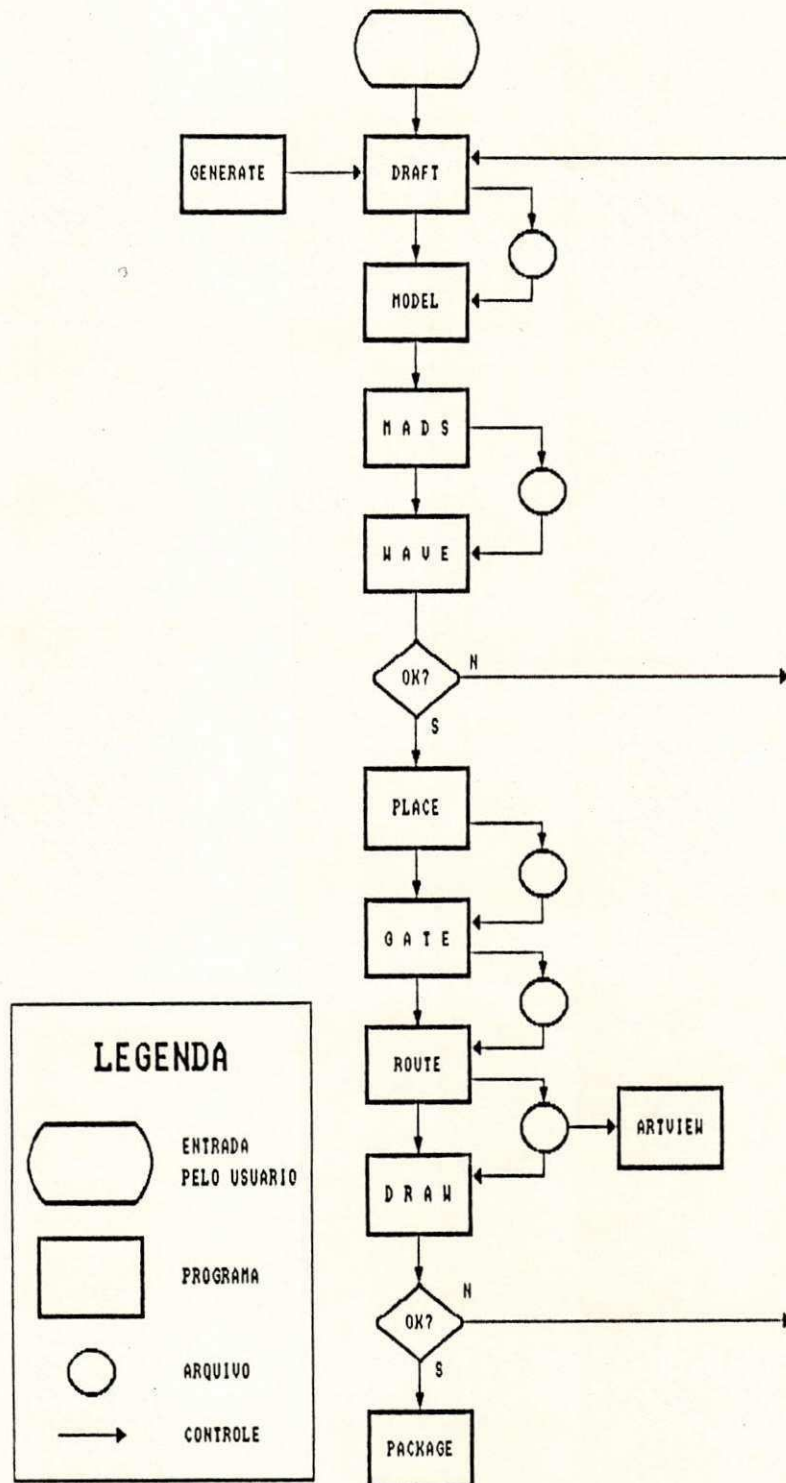 GENERATE
DRAFT
MODEL
M A D S
W A V E
OK?
N
S
PLACE
G A T E
ROUTE
ARTVIEW
D R A W
N
OK?
S
PACKAGE
LEGENDA
ENTRADA
PELO USUARIO
PROGRAMA
ARQUIVO
CONTROLE